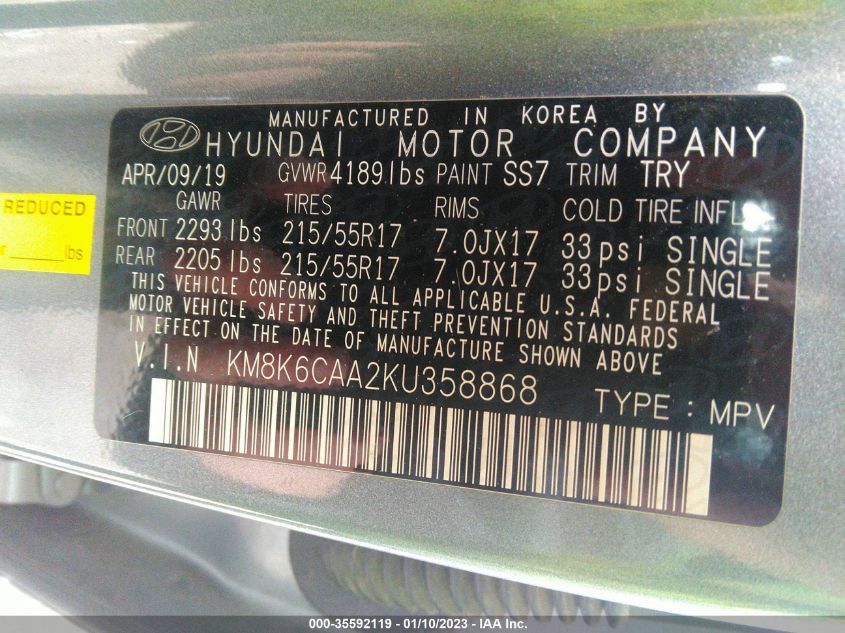 MANUFACTURED IN KOREA BY
HYUNDAI MOTOR COMPANY
APR/09/19 GVWR 4189 lbs PAINT SS7 TRIM TRY
GAWR TIRES RIMS COLD TIRE INFL.
FRONT 2293 lbs 215/55R17 7.0JX17 33psi SINGLE
REAR 2205 lbs 215/55R17 7.0JX17 33psi SINGLE
THIS VEHICLE CONFORMS TO ALL APPLICABLE U.S.A. FEDERAL
MOTOR VEHICLE SAFETY AND THEFT PREVENTION STANDARDS
IN EFFECT ON THE DATE OF MANUFACTURE SHOWN ABOVE
V.I.N KM8K6CAA2KU358868
TYPE : MPV
REDUCED
lbs
000-35592119 - 01/10/2023 - IAA Inc.